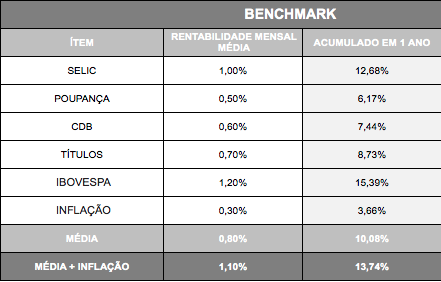 BENCHMARK
ÍTEM RENTABILIDADE MENSAL MÉDIA ACUMULADO EM 1 ANO
SELIC 1,00% 12,68%
POUPANÇA 0,50% 6,17%
CDB 0,60% 7,44%
TÍTULOS 0,70% 8,73%
IBOVESPA 1,20% 15,39%
INFLAÇÃO 0,30% 3,66%
MÉDIA 0,80% 10,08%
MÉDIA + INFLAÇÃO 1,10% 13,74%